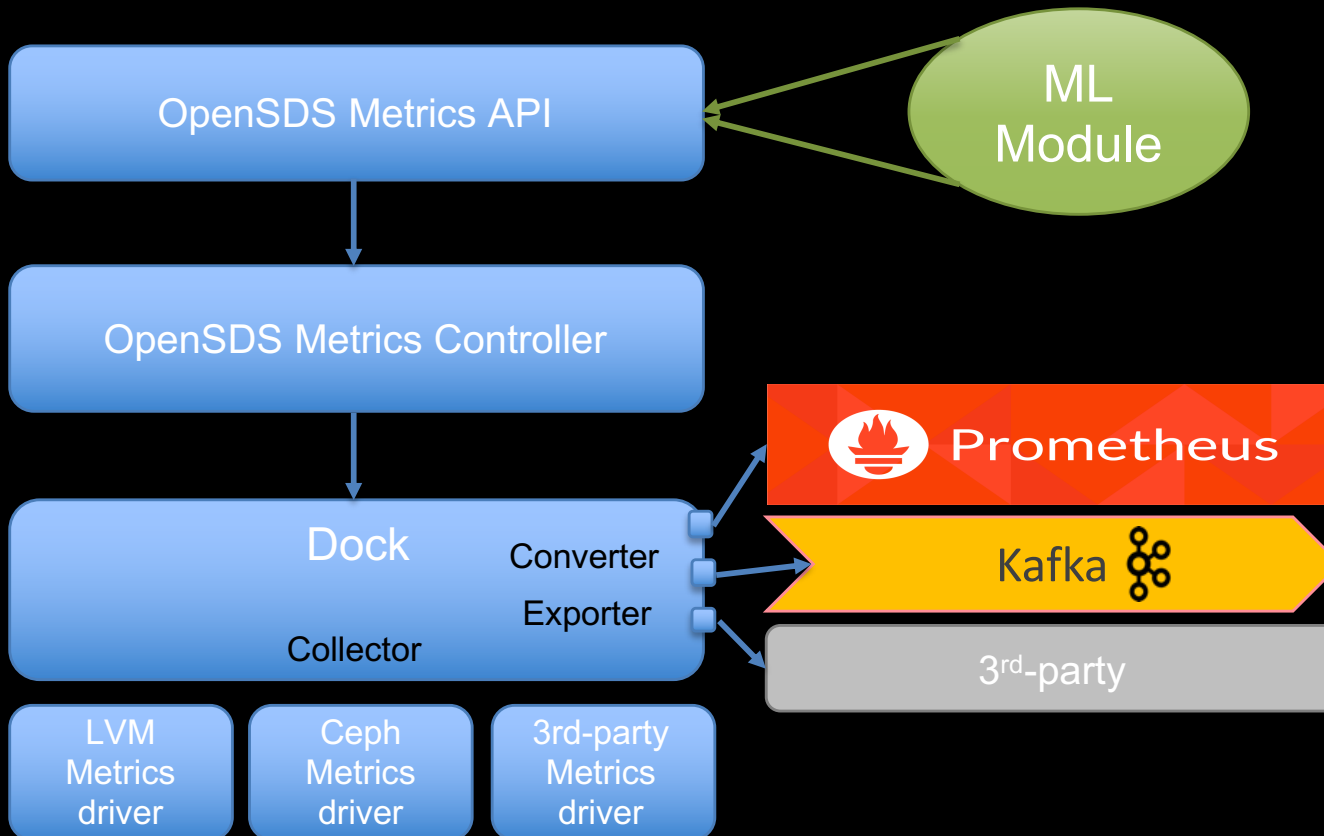 OpenSDS Metrics API
ML
Module
OpenSDS Metrics Controller
Prometheus
Dock
Converter
Kafka
Exporter
Collector
3rd-party
LVM
Metrics
driver
Ceph
Metrics
driver
3rd-party
Metrics
driver